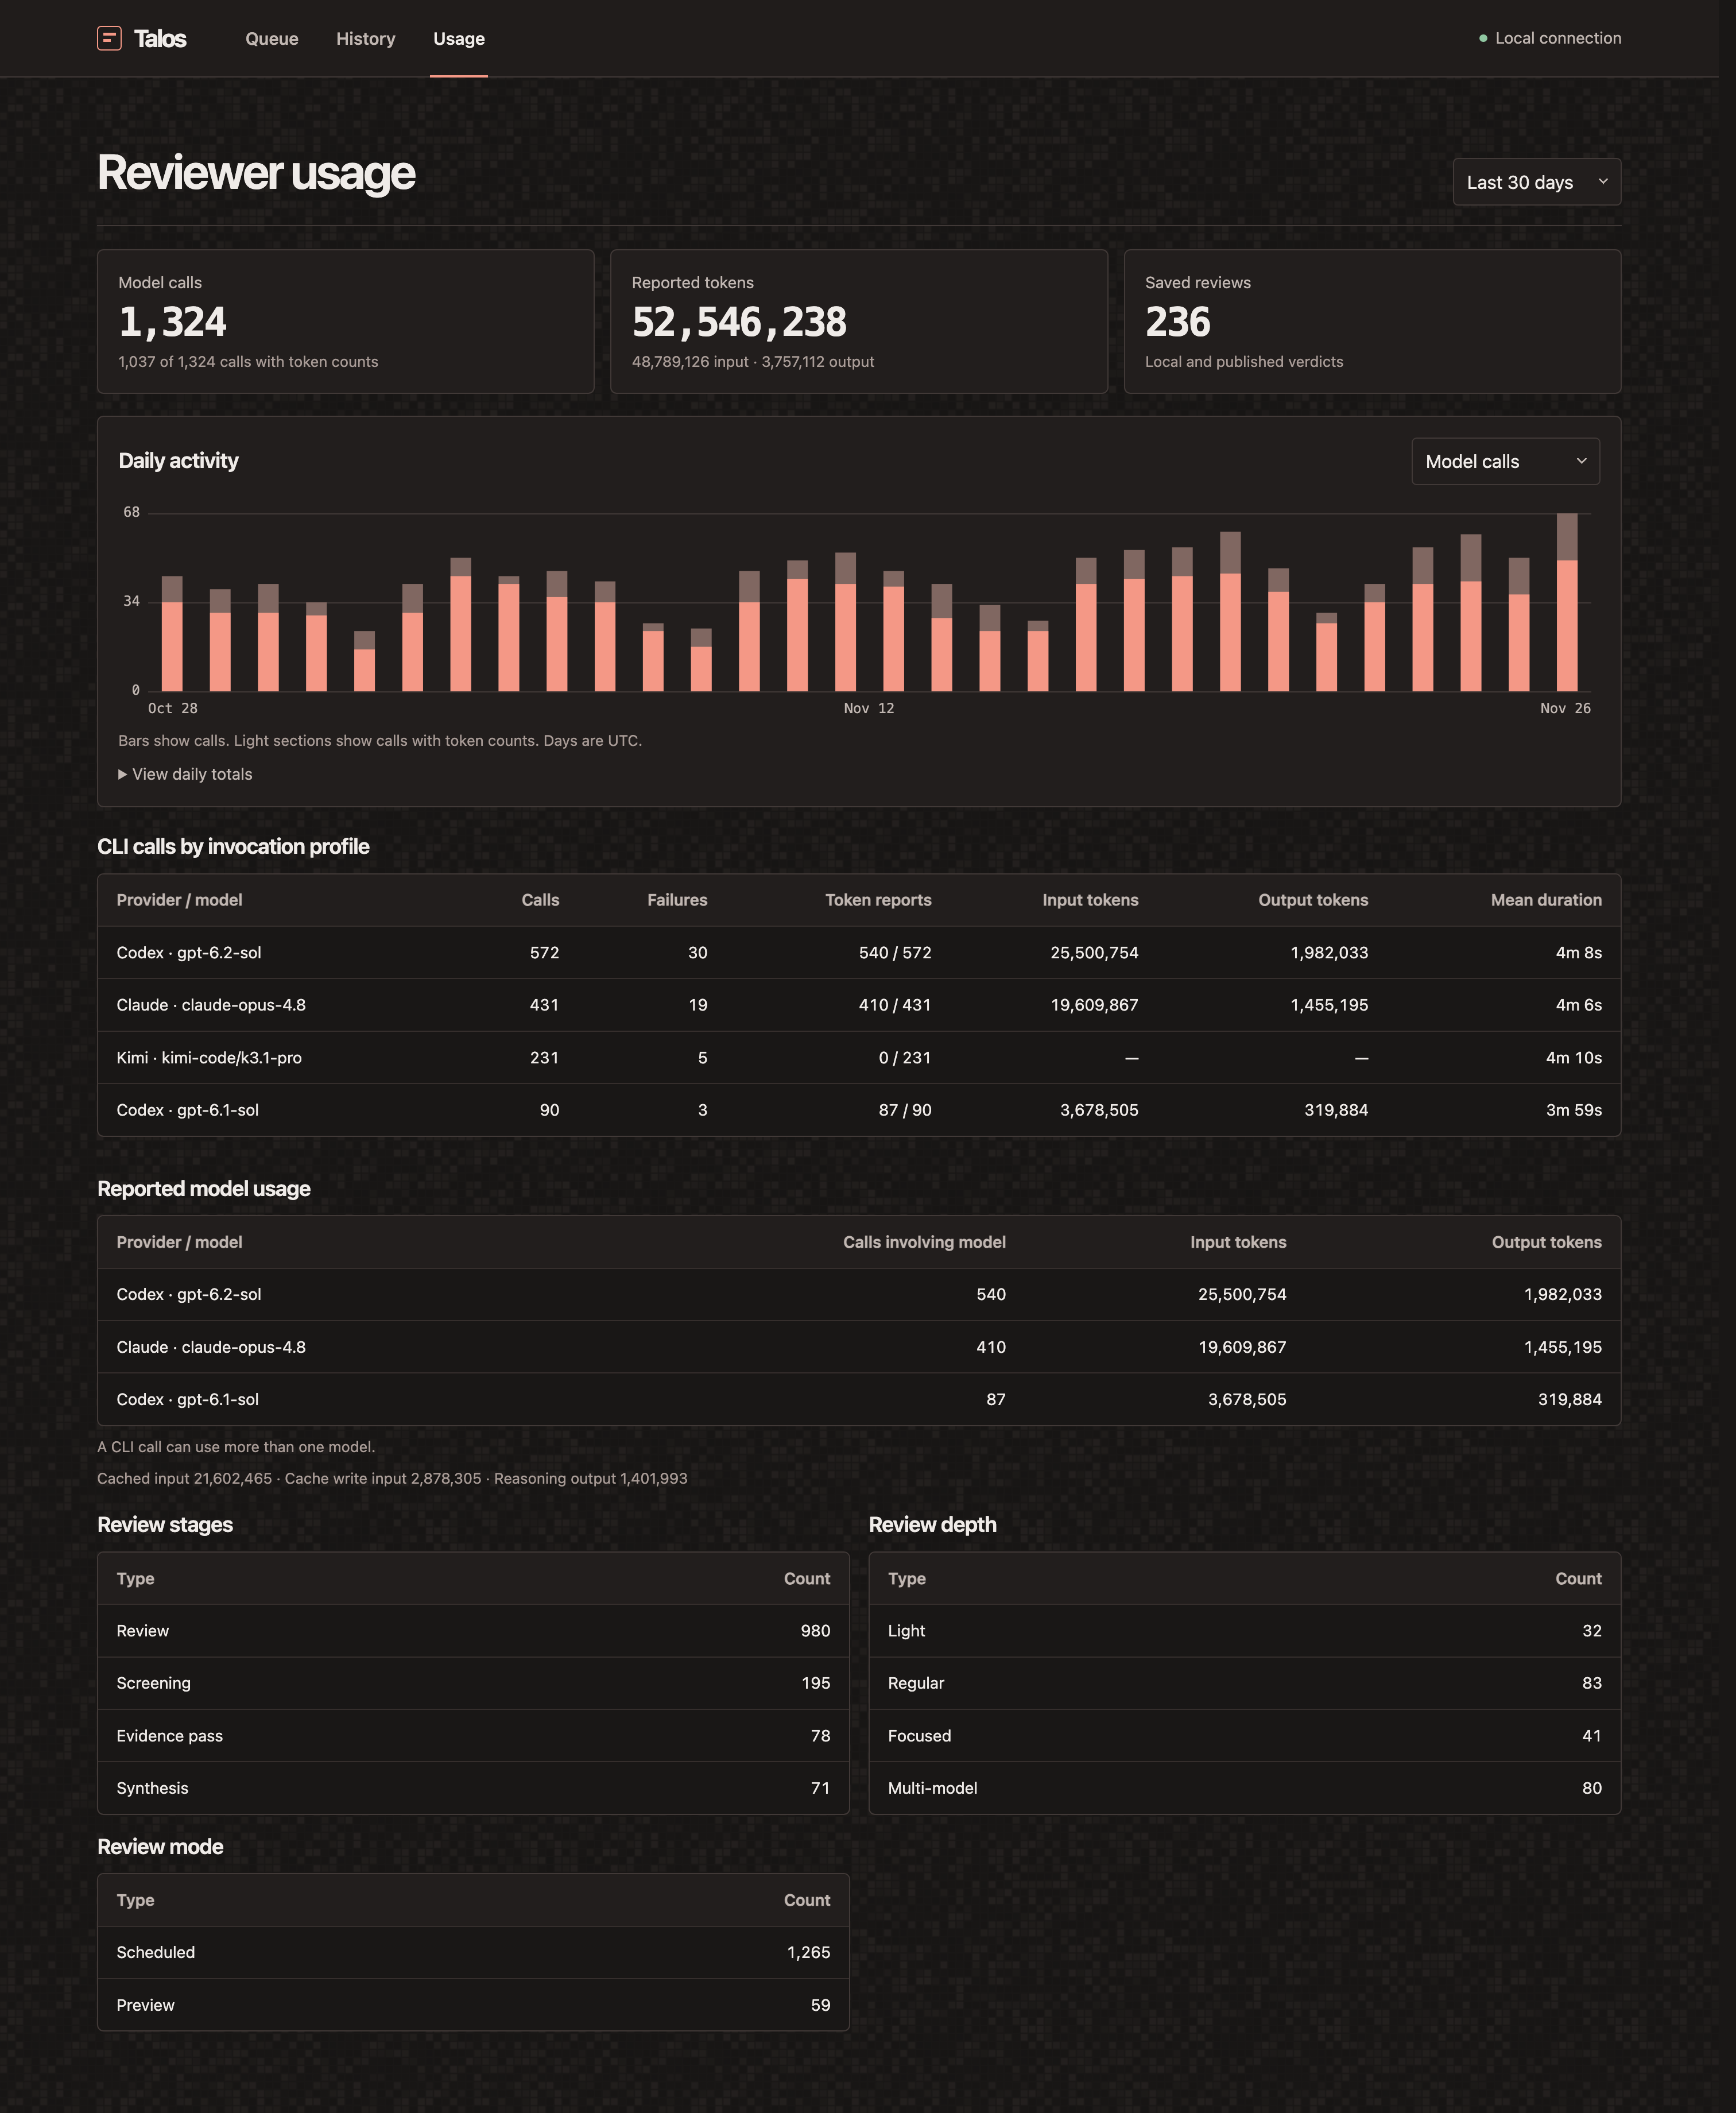 Talos Queue History Usage Local connection
Reviewer usage Last 30 days
Model calls
1,324
1,037 of 1,324 calls with token counts
Reported tokens
52,546,238
48,789,126 input · 3,757,112 output
Saved reviews
236
Local and published verdicts
Daily activity Model calls
68
34
0
Oct 28 Nov 12 Nov 26
Bars show calls. Light sections show calls with token counts. Days are UTC.
View daily totals
CLI calls by invocation profile
Provider / model Calls Failures Token reports Input tokens Output tokens Mean duration
Codex · gpt-6.2-sol 572 30 540 / 572 25,500,754 1,982,033 4m 8s
Claude · claude-opus-4.8 431 19 410 / 431 19,609,867 1,455,195 4m 6s
Kimi · kimi-code/k3.1-pro 231 5 0 / 231 — — 4m 10s
Codex · gpt-6.1-sol 90 3 87 / 90 3,678,505 319,884 3m 59s
Reported model usage
Provider / model Calls involving model Input tokens Output tokens
Codex · gpt-6.2-sol 540 25,500,754 1,982,033
Claude · claude-opus-4.8 410 19,609,867 1,455,195
Codex · gpt-6.1-sol 87 3,678,505 319,884
A CLI call can use more than one model.
Cached input 21,602,465 · Cache write input 2,878,305 · Reasoning output 1,401,993
Review stages
Type Count
Review 980
Screening 195
Evidence pass 78
Synthesis 71
Review depth
Type Count
Light 32
Regular 83
Focused 41
Multi-model 80
Review mode
Type Count
Scheduled 1,265
Preview 59